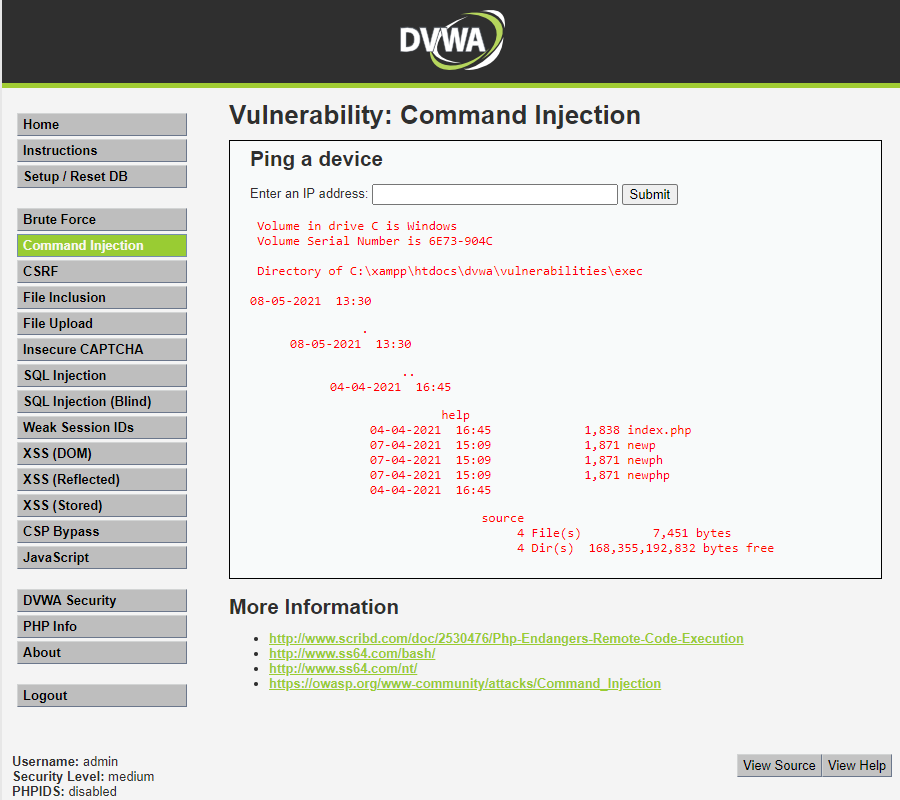 DVWA
Home
Instructions
Setup / Reset DB
Brute Force
Command Injection
CSRF
File Inclusion
File Upload
Insecure CAPTCHA
SQL Injection
SQL Injection (Blind)
Weak Session IDs
XSS (DOM)
XSS (Reflected)
XSS (Stored)
CSP Bypass
JavaScript
DVWA Security
PHP Info
About
Logout
Vulnerability: Command Injection
Ping a device
Enter an IP address: Submit
Volume in drive C is Windows
Volume Serial Number is 6E73-904C
Directory of C:\xampp\htdocs\dvwa\vulnerabilities\exec
08-05-2021 13:30
.
08-05-2021 13:30
..
04-04-2021 16:45
help
04-04-2021 16:45 1,838 index.php
07-04-2021 15:09 1,871 newp
07-04-2021 15:09 1,871 newph
07-04-2021 15:09 1,871 newphp
04-04-2021 16:45
source
4 File(s) 7,451 bytes
4 Dir(s) 168,355,192,832 bytes free
More Information
http://www.scribd.com/doc/2530476/Php-Endangers-Remote-Code-Execution
http://www.ss64.com/bash/
http://www.ss64.com/nt/
https://owasp.org/www-community/attacks/Command_Injection
Username: admin
Security Level: medium
PHPIDS: disabled
View Source View Help